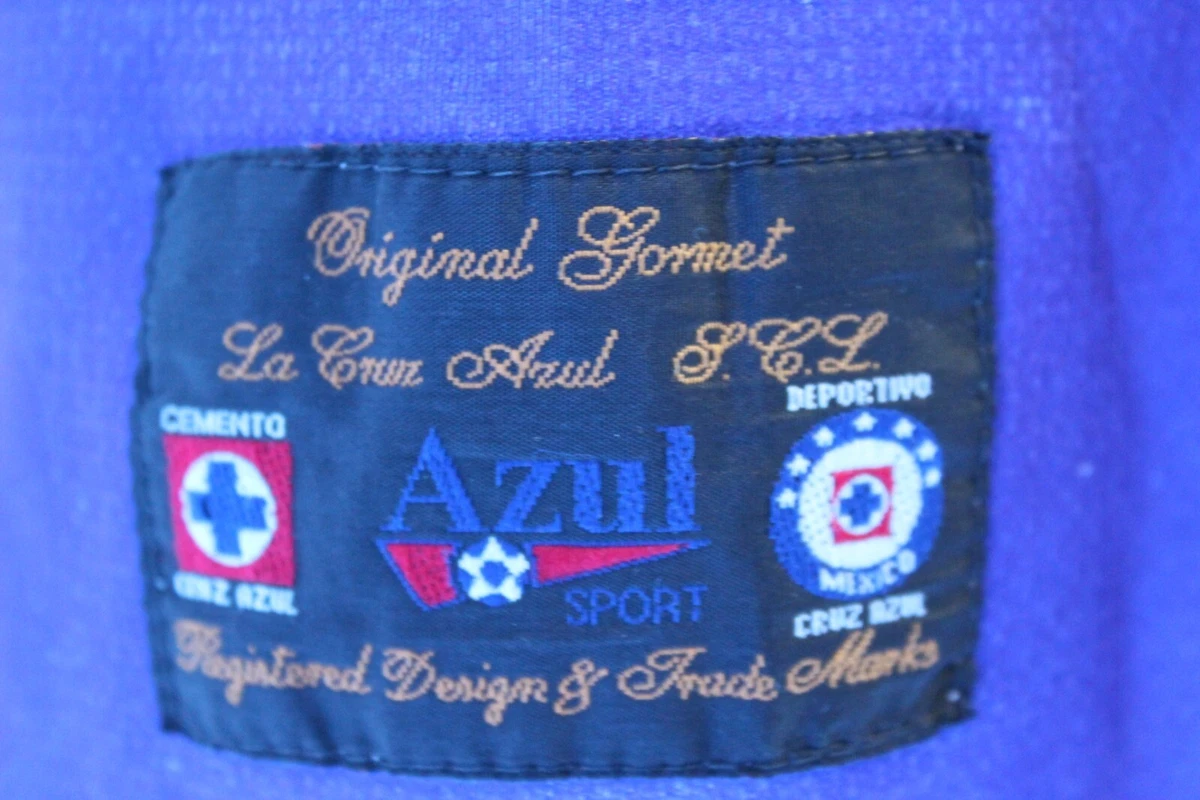 Original Gormet
La Cruz Azul S.C.L.
CEMENTO
CRUZ AZUL
Azul
SPORT
DEPORTIVO
MEXICO
CRUZ AZUL
Registered Design & Trade Marks